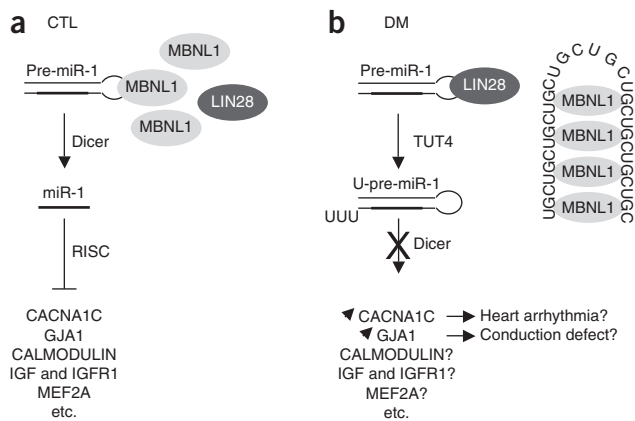 a CTL
Pre-miR-1
MBNL1
MBNL1
LIN28
MBNL1
Dicer
miR-1
RISC
CACNA1C
GJA1
CALMODULIN
IGF and IGFR1
MEF2A
etc.
b DM
Pre-miR-1
LIN28
TUT4
U-pre-miR-1
UUU
Dicer
CACNA1C Heart arrhythmia?
GJA1 Conduction defect?
CALMODULIN?
IGF and IGFR1?
MEF2A?
etc.
UGCUGCUGCUGCUGCUGCUGCUGCUGCUGC
MBNL1
MBNL1
MBNL1
MBNL1